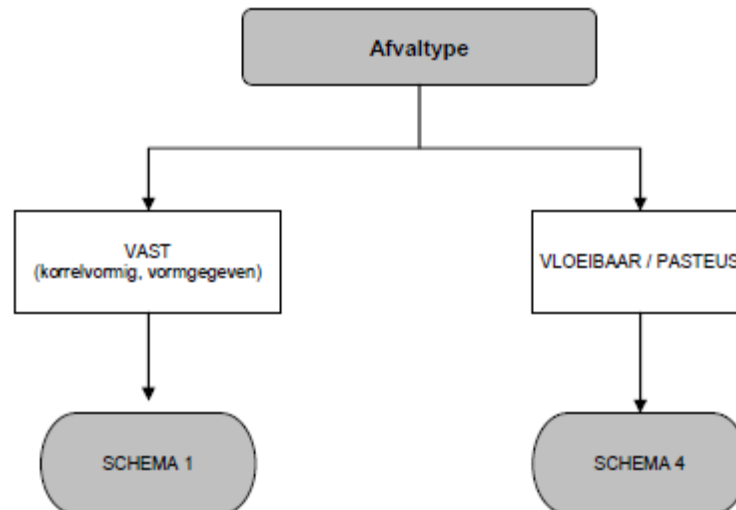 Afvaltype
VAST
(korrelvormig, vormgegeven)
VLOEIBAAR / PASTEUS
SCHEMA 1
SCHEMA 4